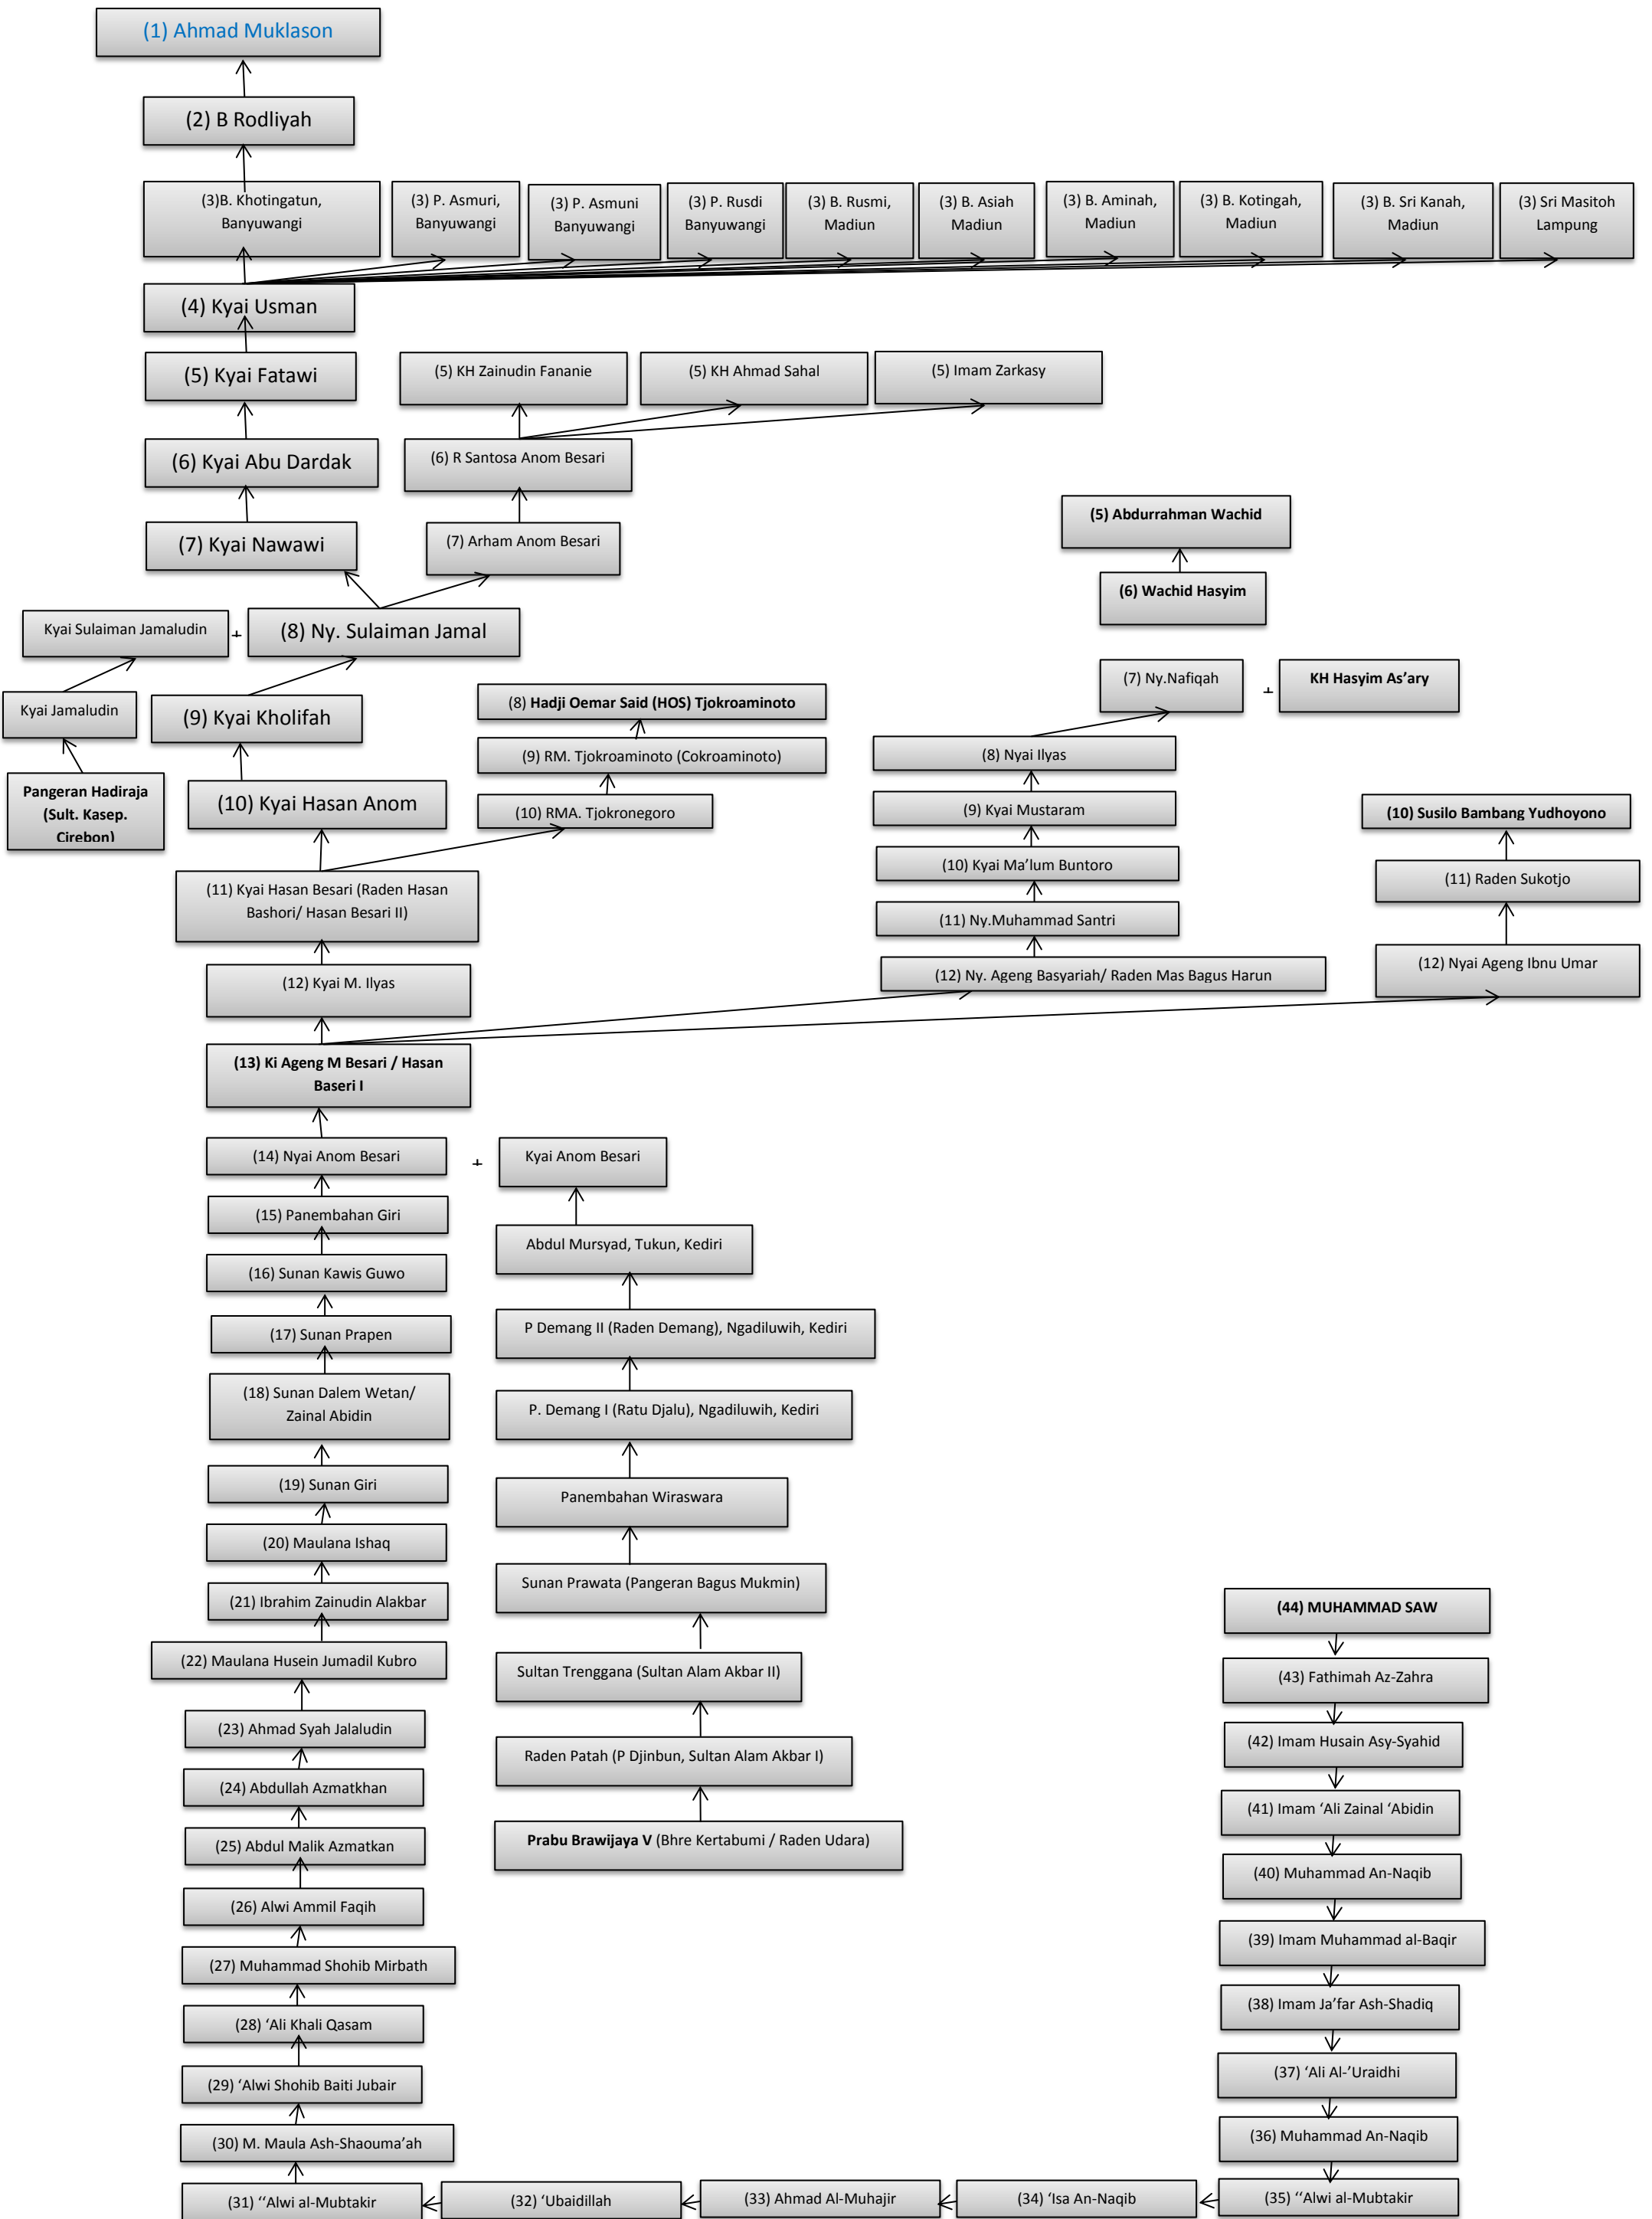 (1) Ahmad Muklason
(2) B Rodliyah
(3)B. Khotingatun,
Banyuwangi
(3) P. Asmuri,
Banyuwangi
(3) P. Asmuni
Banyuwangi
(3) P. Rusdi
Banyuwangi
(3) B. Rusmi,
Madiun
(3) B. Asiah
Madiun
(3) B. Aminah,
Madiun
(3) B. Kotingah,
Madiun
(3) B. Sri Kanah,
Madiun
(3) Sri Masitoh
Lampung
(4) Kyai Usman
(5) Kyai Fatawi
(5) KH Zainudin Fananie
(5) KH Ahmad Sahal
(5) Imam Zarkasy
(6) Kyai Abu Dardak
(6) R Santosa Anom Besari
(7) Kyai Nawawi
(7) Arham Anom Besari
(5) Abdurrahman Wachid
(6) Wachid Hasyim
Kyai Sulaiman Jamaludin
+
(8) Ny. Sulaiman Jamal
Kyai Jamaludin
(9) Kyai Kholifah
Pangeran Hadiraja
(Sult. Kasep.
Cirebon)
(10) Kyai Hasan Anom
(8) Hadji Oemar Said (HOS) Tjokroaminoto
(9) RM. Tjokroaminoto (Cokroaminoto)
(10) RMA. Tjokronegoro
(7) Ny.Nafiqah
+
KH Hasyim As’ary
(8) Nyai Ilyas
(9) Kyai Mustaram
(10) Kyai Ma’lum Buntoro
(11) Ny.Muhammad Santri
(12) Ny. Ageng Basyariah/ Raden Mas Bagus Harun
(10) Susilo Bambang Yudhoyono
(11) Raden Sukotjo
(12) Nyai Ageng Ibnu Umar
(11) Kyai Hasan Besari (Raden Hasan
Bashori/ Hasan Besari II)
(12) Kyai M. Ilyas
(13) Ki Ageng M Besari / Hasan
Baseri I
(14) Nyai Anom Besari
+
Kyai Anom Besari
(15) Panembahan Giri
(16) Sunan Kawis Guwo
(17) Sunan Prapen
(18) Sunan Dalem Wetan/
Zainal Abidin
(19) Sunan Giri
(20) Maulana Ishaq
(21) Ibrahim Zainudin Alakbar
(22) Maulana Husein Jumadil Kubro
(23) Ahmad Syah Jalaludin
(24) Abdullah Azmatkhan
(25) Abdul Malik Azmatkan
(26) Alwi Ammil Faqih
(27) Muhammad Shohib Mirbath
(28) ‘Ali Khali Qasam
(29) ‘Alwi Shohib Baiti Jubair
(30) M. Maula Ash-Shaouma’ah
(31) ‘‘Alwi al-Mubtakir
Abdul Mursyad, Tukun, Kediri
P Demang II (Raden Demang), Ngadiluwih, Kediri
P. Demang I (Ratu Djalu), Ngadiluwih, Kediri
Panembahan Wiraswara
Sunan Prawata (Pangeran Bagus Mukmin)
Sultan Trenggana (Sultan Alam Akbar II)
Raden Patah (P Djinbun, Sultan Alam Akbar I)
Prabu Brawijaya V (Bhre Kertabumi / Raden Udara)
(44) MUHAMMAD SAW
(43) Fathimah Az-Zahra
(42) Imam Husain Asy-Syahid
(41) Imam ‘Ali Zainal ‘Abidin
(40) Muhammad An-Naqib
(39) Imam Muhammad al-Baqir
(38) Imam Ja’far Ash-Shadiq
(37) ‘Ali Al-’Uraidhi
(36) Muhammad An-Naqib
(35) ‘‘Alwi al-Mubtakir
(34) ‘Isa An-Naqib
(33) Ahmad Al-Muhajir
(32) ‘Ubaidillah